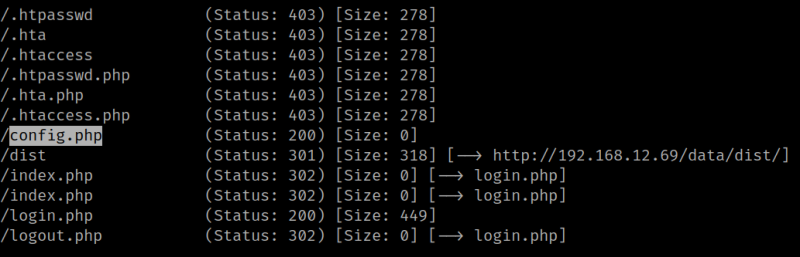 /.htpasswd (Status: 403) [Size: 278]
/.hta (Status: 403) [Size: 278]
/.htaccess (Status: 403) [Size: 278]
/.htpasswd.php (Status: 403) [Size: 278]
/.hta.php (Status: 403) [Size: 278]
/.htaccess.php (Status: 403) [Size: 278]
/config.php (Status: 200) [Size: 0]
/dist (Status: 301) [Size: 318] [--> http://192.168.12.69/data/dist/]
/index.php (Status: 302) [Size: 0] [--> login.php]
/index.php (Status: 302) [Size: 0] [--> login.php]
/login.php (Status: 200) [Size: 449]
/logout.php (Status: 302) [Size: 0] [--> login.php]